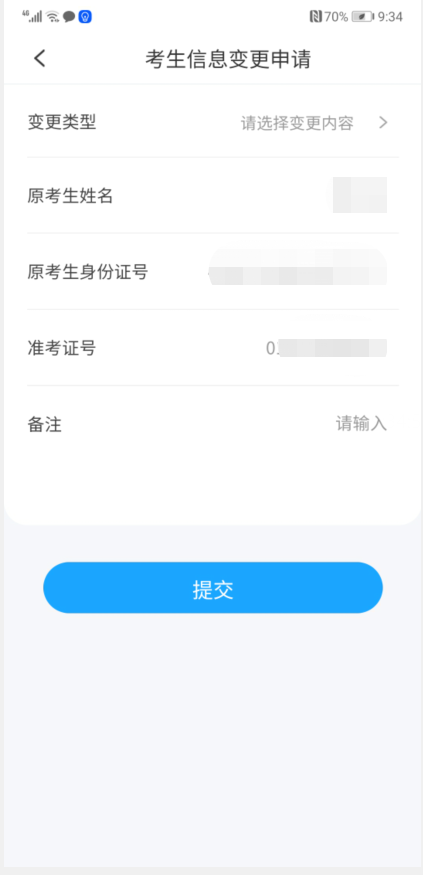 4G 70% 9:34
考生信息变更申请
变更类型 请选择变更内容
原考生姓名
原考生身份证号
准考证号 0
备注 请输入
提交